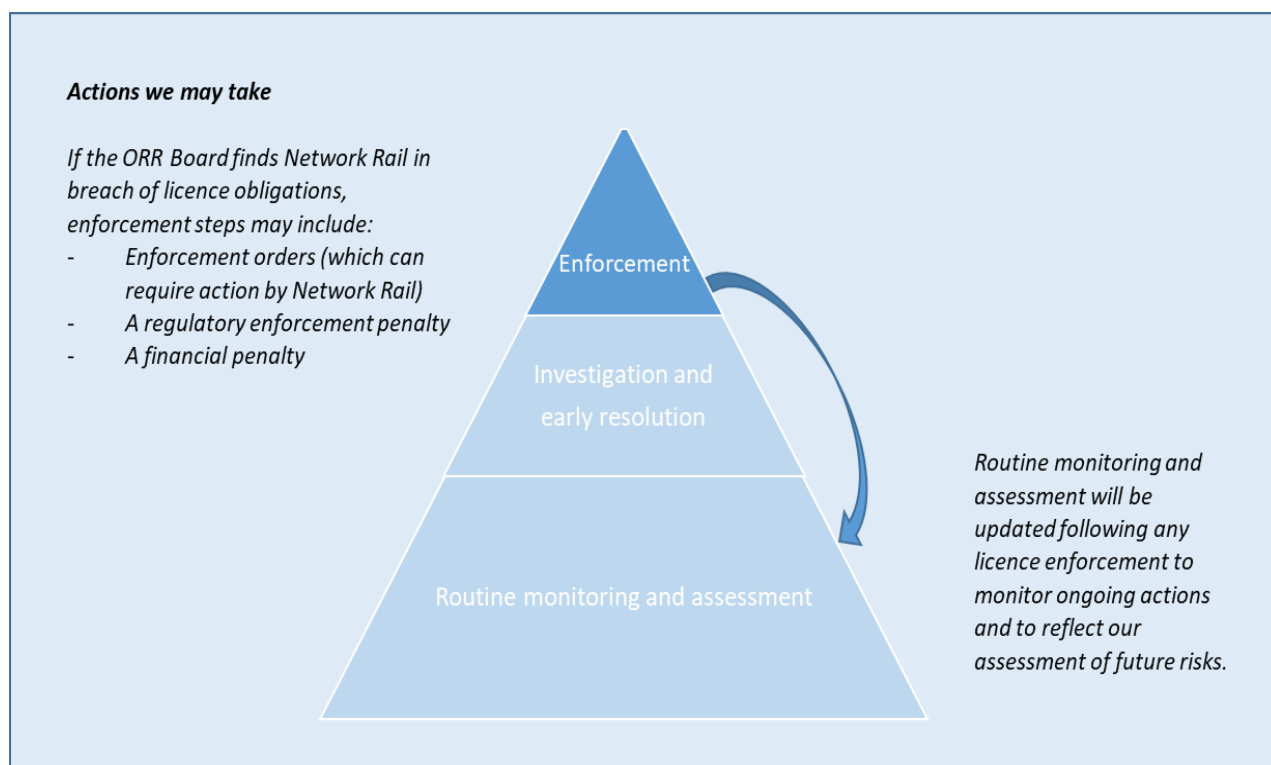 Actions we may take
If the ORR Board finds Network Rail in
breach of licence obligations,
enforcement steps may include:
- Enforcement orders (which can
require action by Network Rail)
- A regulatory enforcement penalty
- A financial penalty
Enforcement
Investigation and
early resolution
Routine monitoring and assessment
Routine monitoring and
assessment will be
updated following any
licence enforcement to
monitor ongoing actions
and to reflect our
assessment of future risks.